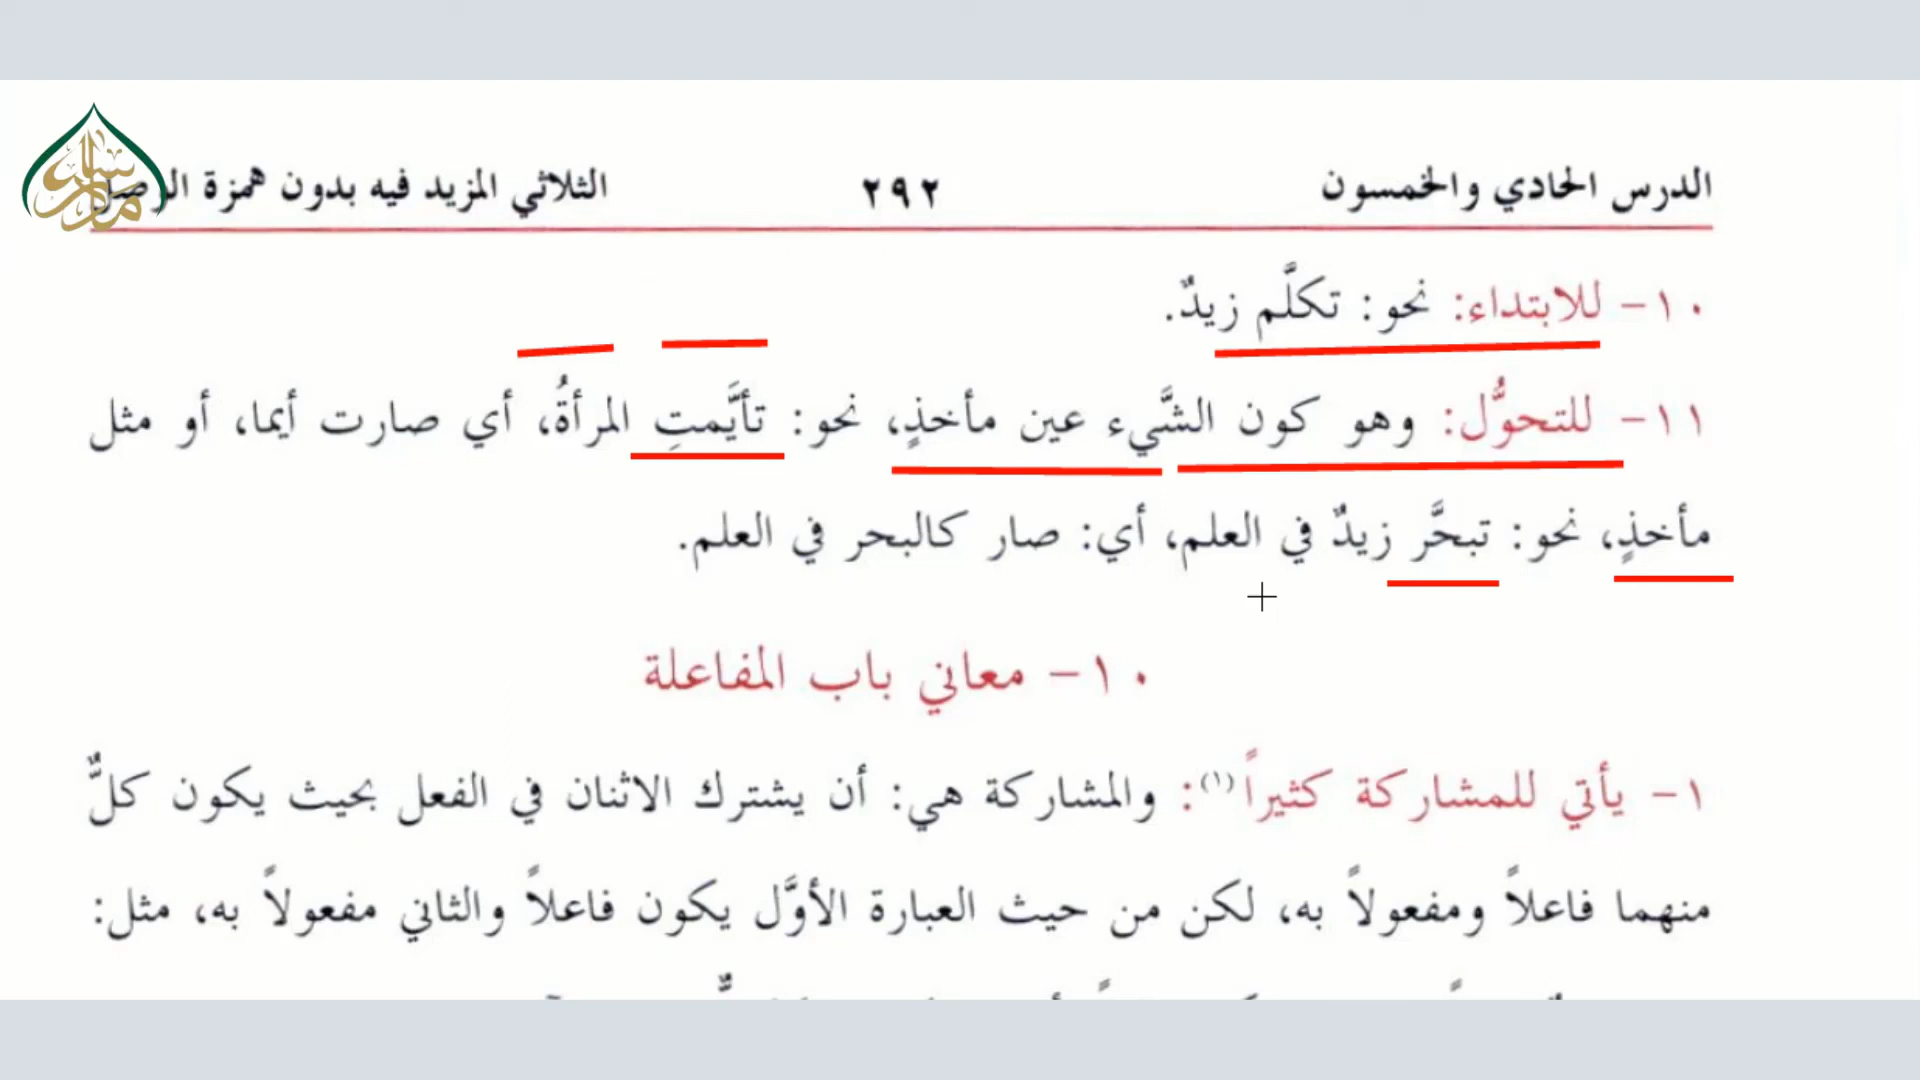 الدرس الحادي والخمسون ٢٩٢ الثلاثي المزيد فيه بدون همزة الوصل
١٠- للابتداء: نحو: تكلَّم زيدٌ.
١١- للتحوُّل: وهو كون الشَّيء عين مأخذٍ، نحو: تأيَّمتِ المرأةُ، أي صارت أيما، أو مثل
مأخذٍ، نحو: تبحَّر زيدٌ في العلم، أي: صار كالبحر في العلم.
١٠- معاني باب المفاعلة
١- يأتي للمشاركة كثيراً(١): والمشاركة هي: أن يشترك الاثنان في الفعل بحيث يكون كلٌّ
منهما فاعلاً ومفعولاً به، لكن من حيث العبارة الأوَّل يكون فاعلاً والثاني مفعولاً به، مثل: